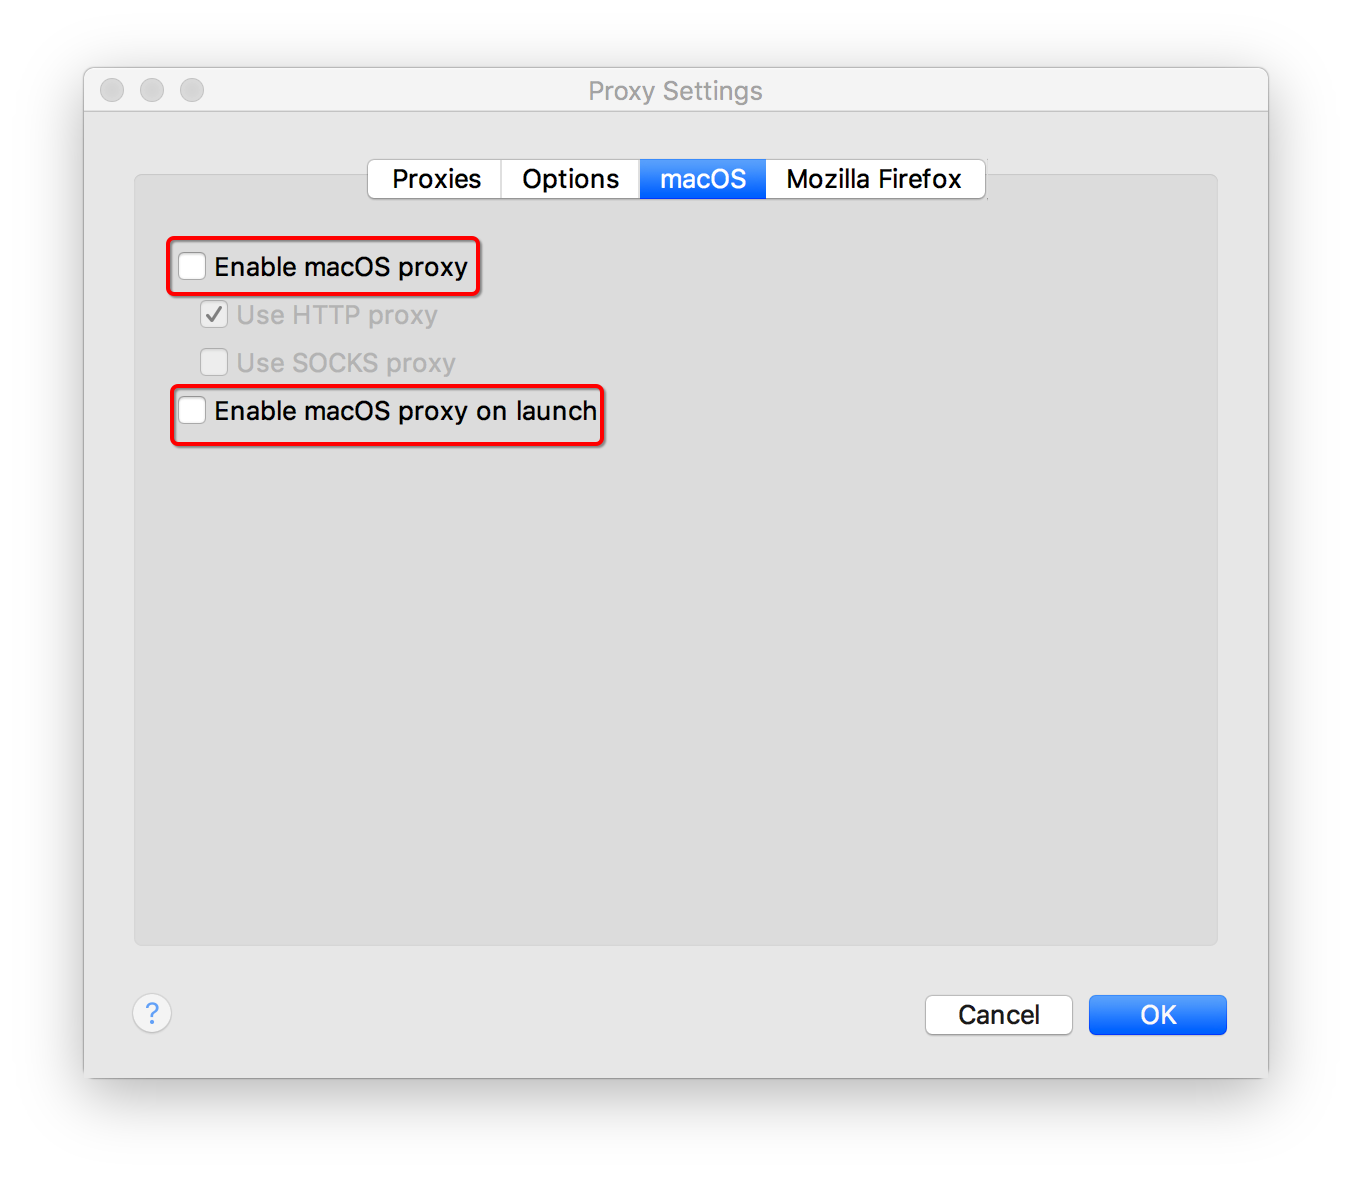 Proxy Settings
Proxies Options macOS Mozilla Firefox
Enable macOS proxy
Use HTTP proxy
Use SOCKS proxy
Enable macOS proxy on launch
? Cancel OK